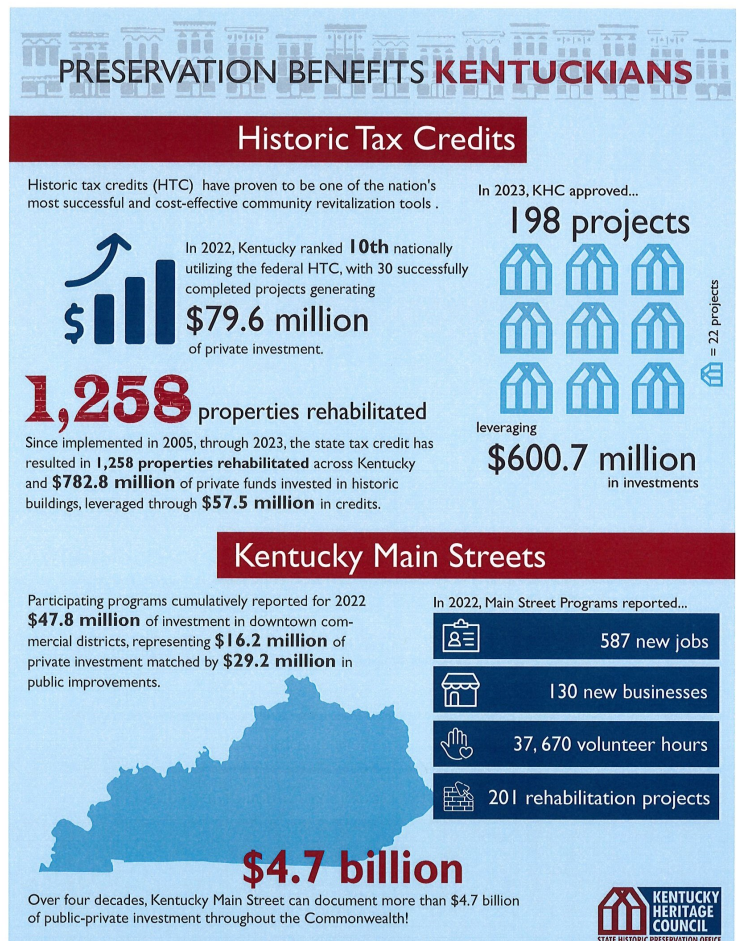 PRESERVATION BENEFITS KENTUCKIANS
Historic Tax Credits
Historic tax credits (HTC) have proven to be one of the nation's
most successful and cost-effective community revitalization tools .
In 2022, Kentucky ranked 10th nationally
utilizing the federal HTC, with 30 successfully
completed projects generating
$
$79.6 million
of private investment.
1,258 properties rehabilitated
Since implemented in 2005, through 2023, the state tax credit has
resulted in 1,258 properties rehabilitated across Kentucky
and $782.8 million of private funds invested in historic
buildings, leveraged through $57.5 million in credits.
In 2023, KHC approved...
198 projects
= 22 projects
leveraging
$600.7 million
in investments
Kentucky Main Streets
Participating programs cumulatively reported for 2022
$47.8 million of investment in downtown com-
mercial districts, representing $16.2 million of
private investment matched by $29.2 million in
public improvements.
In 2022, Main Street Programs reported...
587 new jobs
130 new businesses
37, 670 volunteer hours
201 rehabilitation projects
$4.7 billion
Over four decades, Kentucky Main Street can document more than $4.7 billion
of public-private investment throughout the Commonwealth!
KENTUCKY
HERITAGE
COUNCIL
STATE HISTORIC PRESERVATION OFFICE